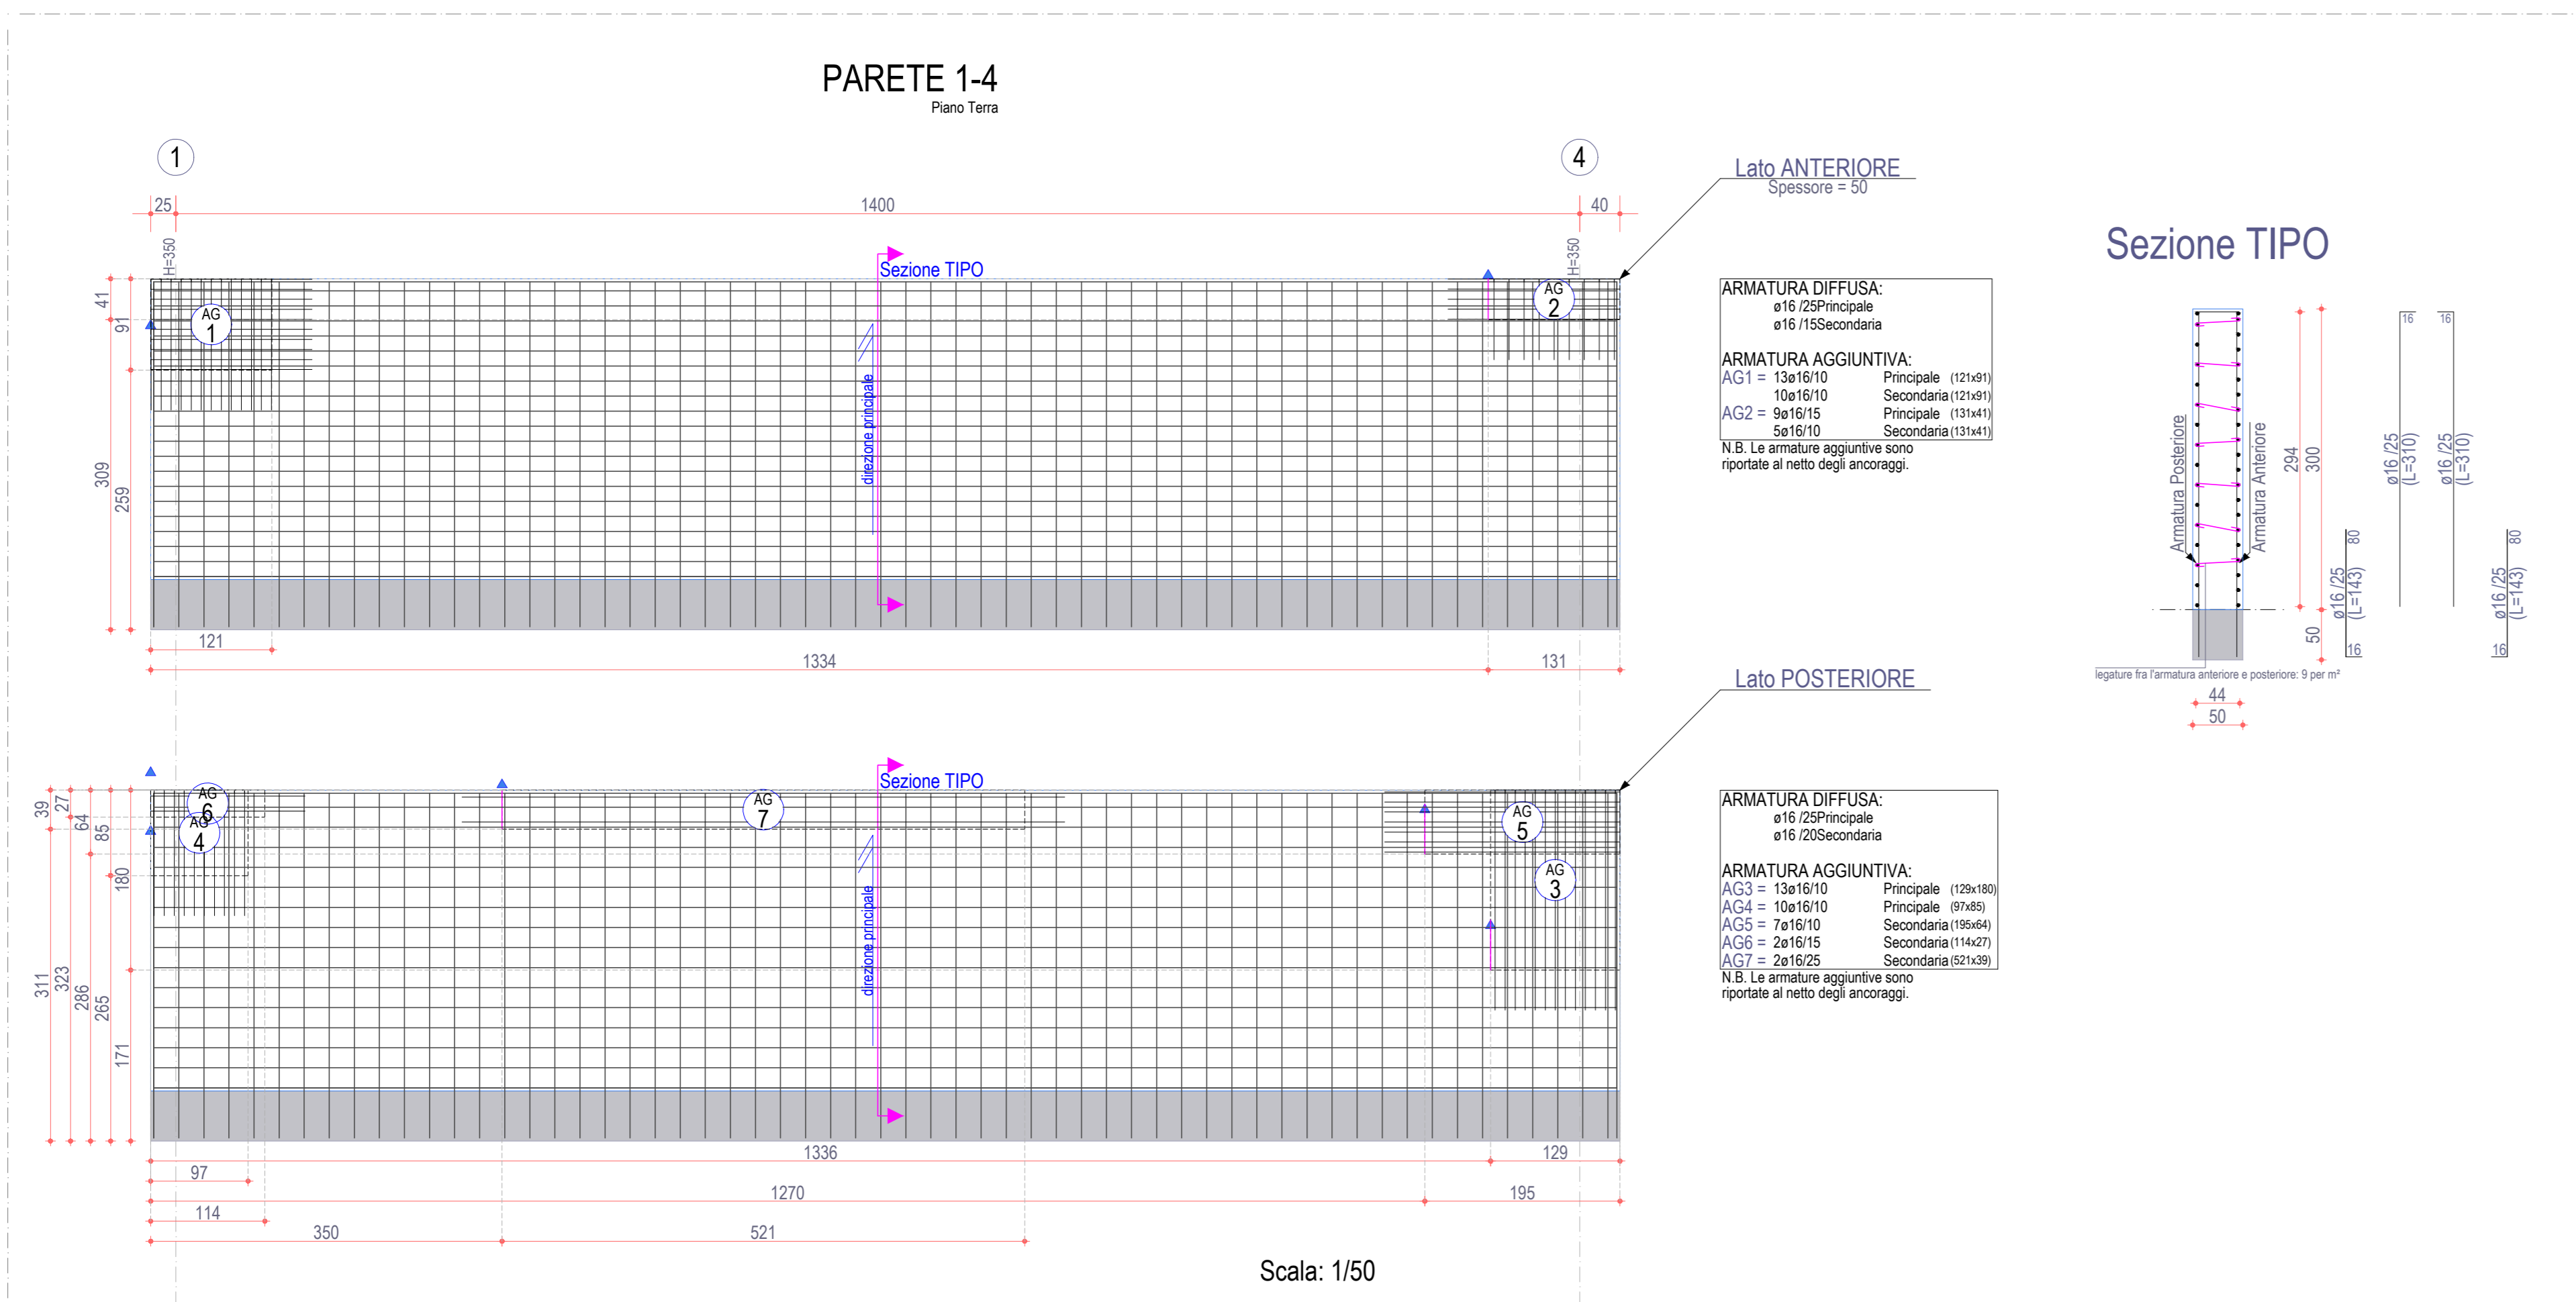 PARETE 1-4
Piano Terra
1
4
25
1400
40
H=350
H=350
Lato ANTERIORE
Spessore = 50
Sezione TIPO
Sezione TIPO
AG
1
AG
2
direzione principale
41
91
309
259
121
1334
131
ARMATURA DIFFUSA:
ø16 /25Principale
ø16 /15Secondaria
ARMATURA AGGIUNTIVA:
AG1 = 13ø16/10 Principale (121x91)
10ø16/10 Secondaria (121x91)
AG2 = 9ø16/15 Principale (131x41)
5ø16/10 Secondaria (131x41)
N.B. Le armature aggiuntive sono
riportate al netto degli ancoraggi.
Armatura Posteriore
Armatura Anteriore
294
300
50
16
16
ø16 /25
(L=310)
ø16 /25
(L=310)
80
ø16 /25
(L=143)
16
80
ø16 /25
(L=143)
16
legature fra l'armatura anteriore e posteriore: 9 per m²
44
50
Lato POSTERIORE
Sezione TIPO
AG
6
AG
4
AG
7
AG
5
AG
3
direzione principale
39
27
64
85
180
311
323
286
265
171
1336
129
97
1270
195
114
350
521
ARMATURA DIFFUSA:
ø16 /25Principale
ø16 /20Secondaria
ARMATURA AGGIUNTIVA:
AG3 = 13ø16/10 Principale (129x180)
AG4 = 10ø16/10 Principale (97x85)
AG5 = 7ø16/10 Secondaria (195x64)
AG6 = 2ø16/15 Secondaria (114x27)
AG7 = 2ø16/25 Secondaria (521x39)
N.B. Le armature aggiuntive sono
riportate al netto degli ancoraggi.
Scala: 1/50